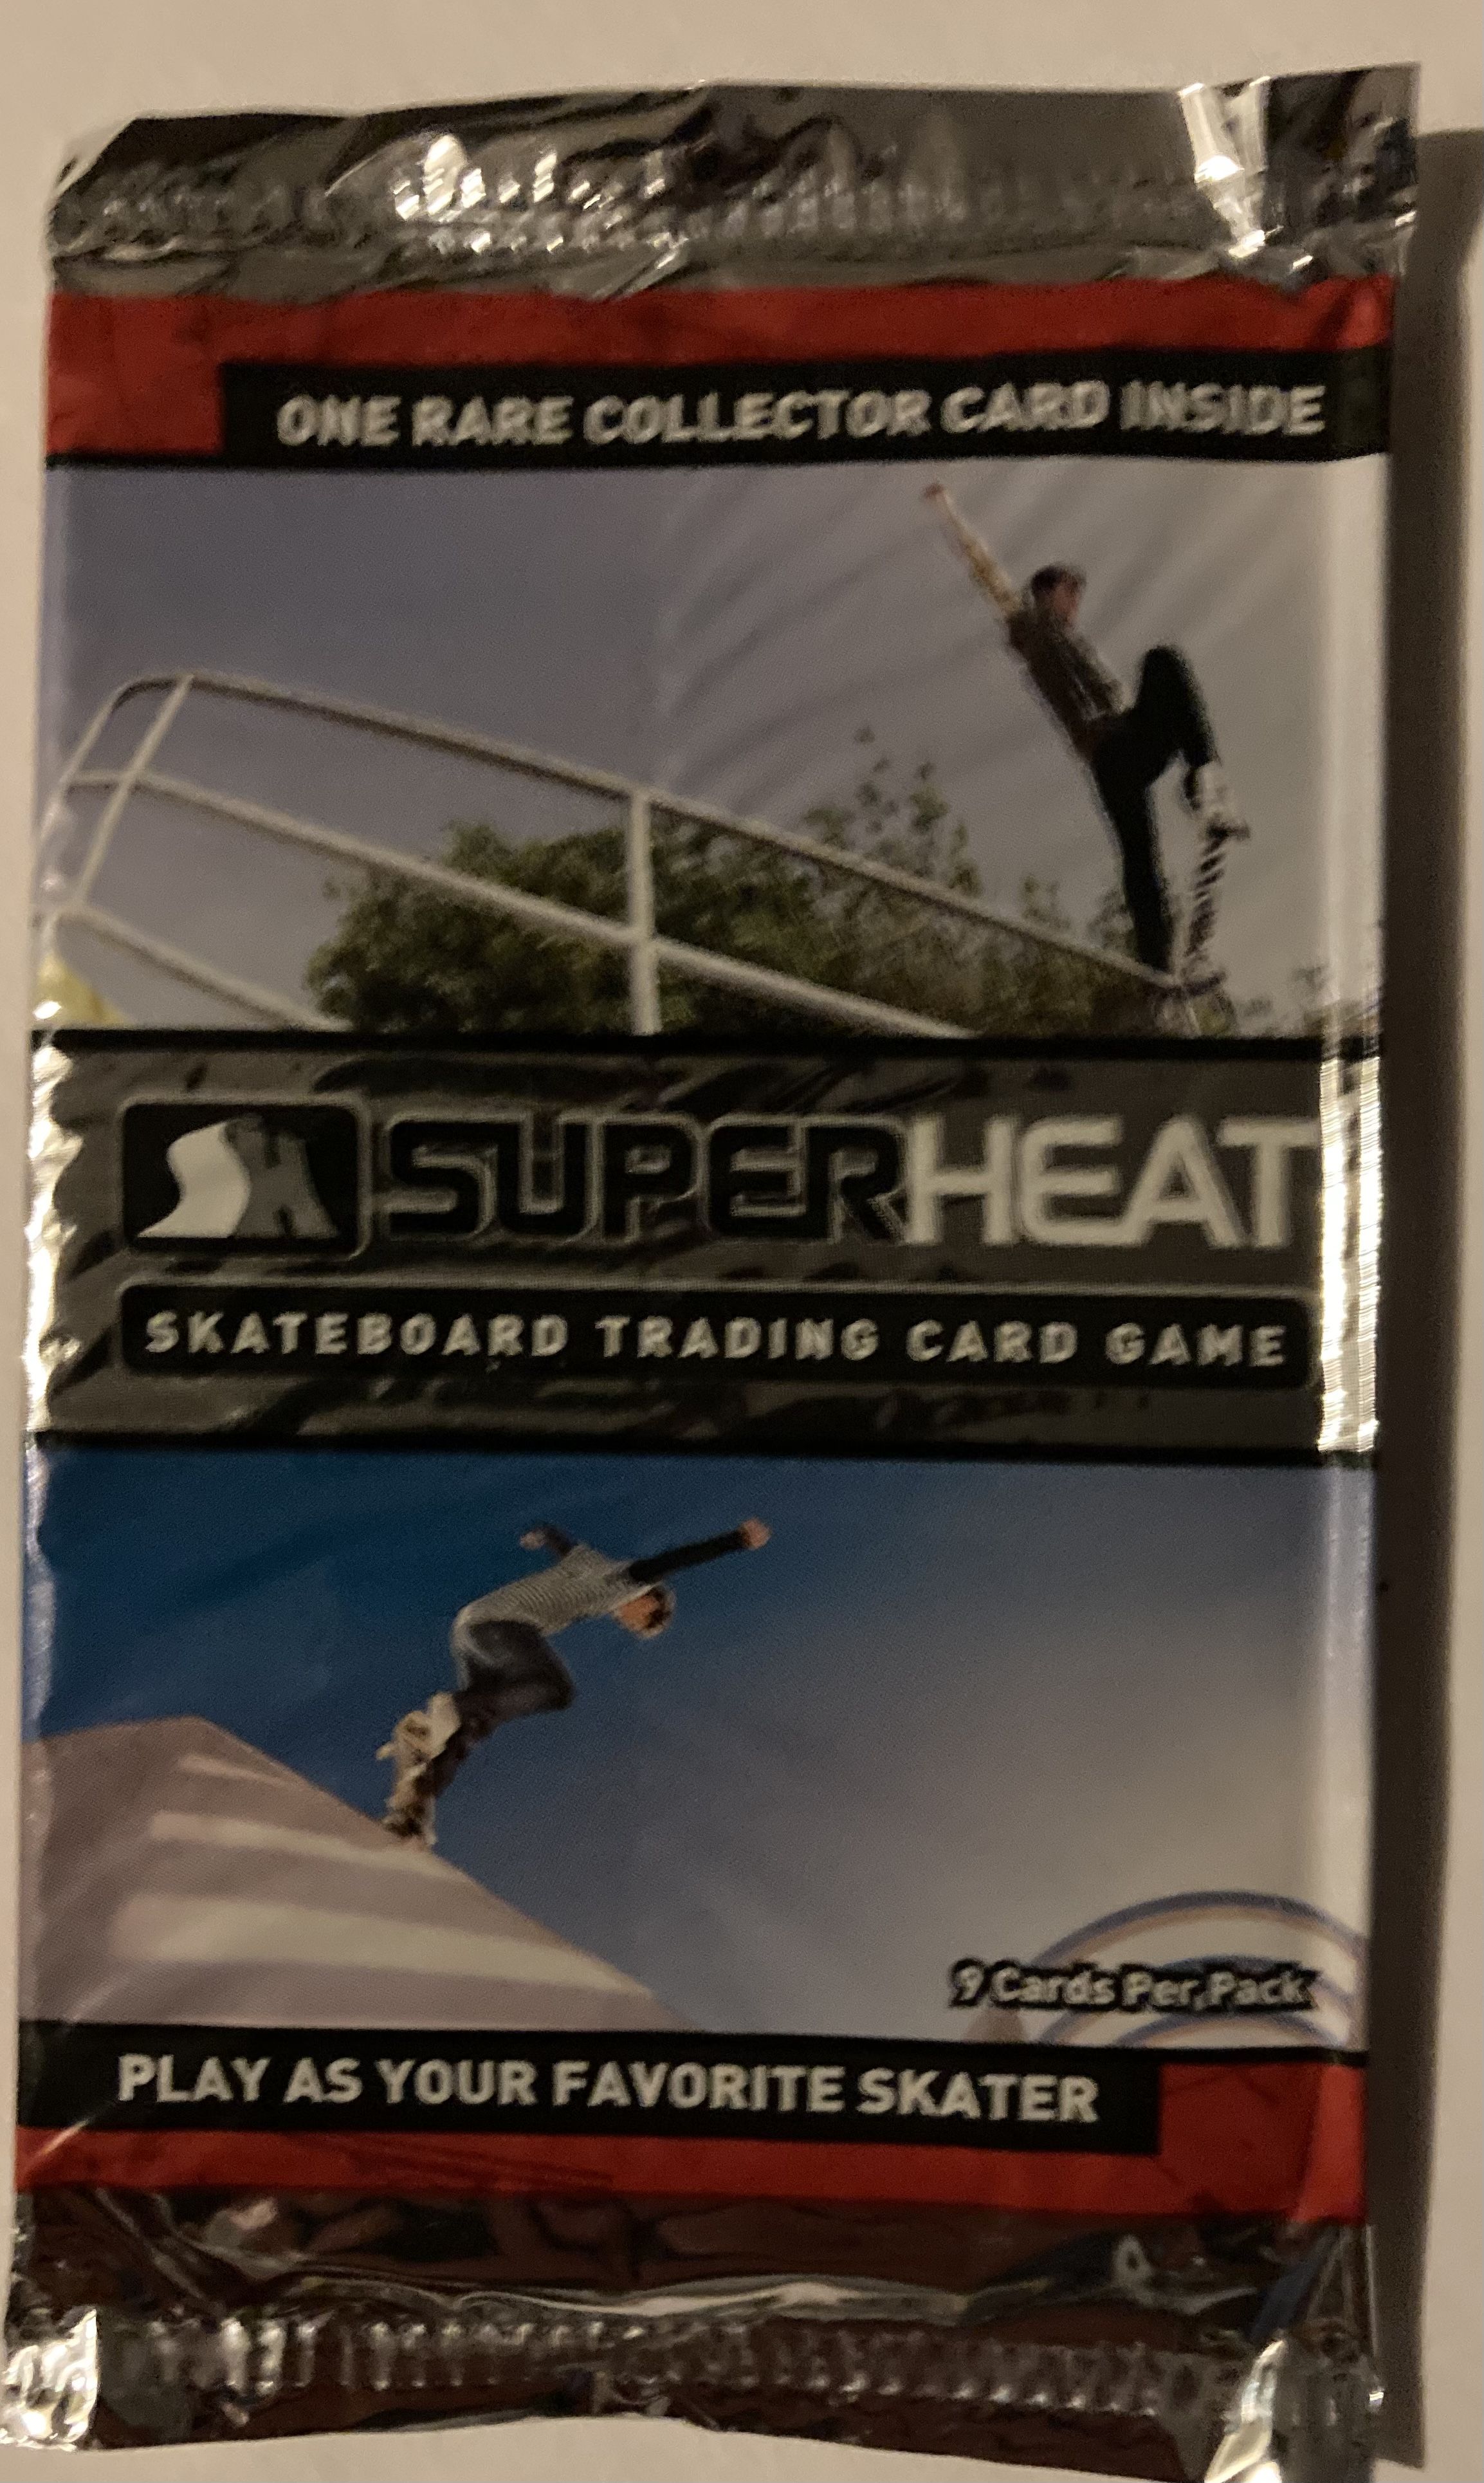 ONE RARE COLLECTOR CARD INSIDE
SH SUPERHEAT
SKATEBOARD TRADING CARD GAME
9 Cards Per Pack
PLAY AS YOUR FAVORITE SKATER